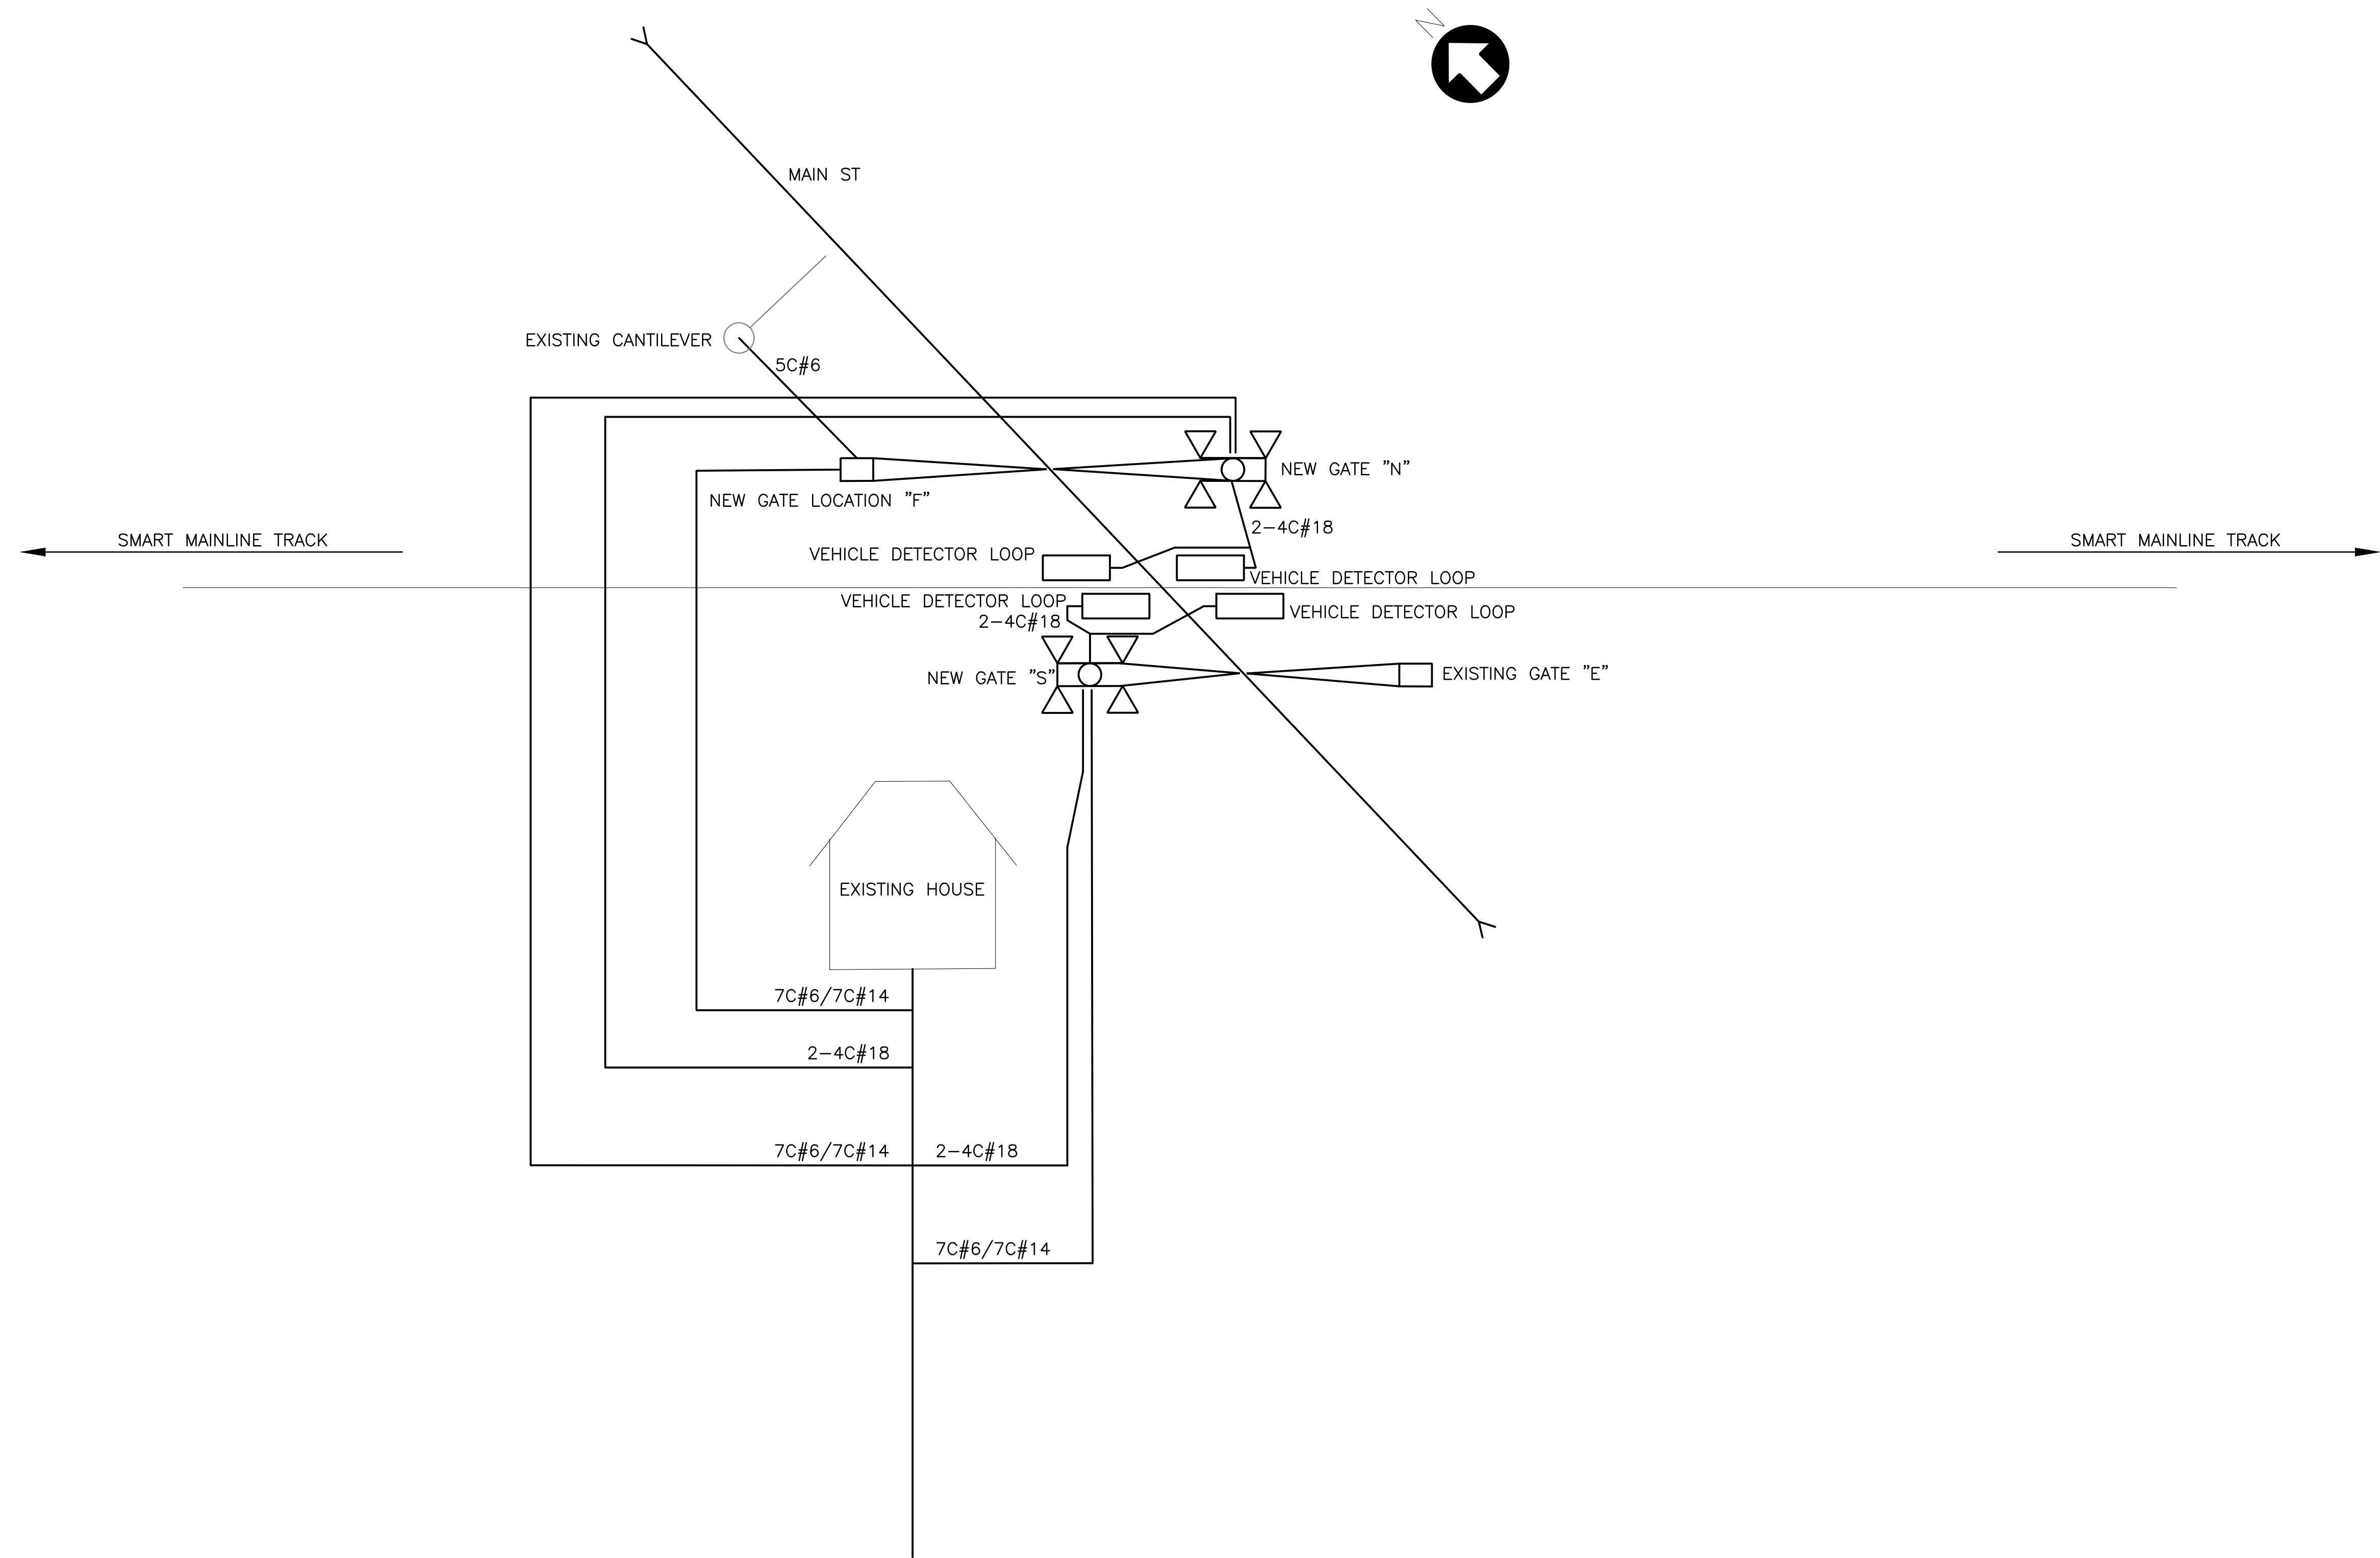 N
MAIN ST
EXISTING CANTILEVER
5C#6
NEW GATE "N"
NEW GATE LOCATION "F"
2-4C#18
SMART MAINLINE TRACK
SMART MAINLINE TRACK
VEHICLE DETECTOR LOOP
VEHICLE DETECTOR LOOP
VEHICLE DETECTOR LOOP
VEHICLE DETECTOR LOOP
2-4C#18
NEW GATE "S"
EXISTING GATE "E"
EXISTING HOUSE
7C#6/7C#14
2-4C#18
7C#6/7C#14
2-4C#18
7C#6/7C#14